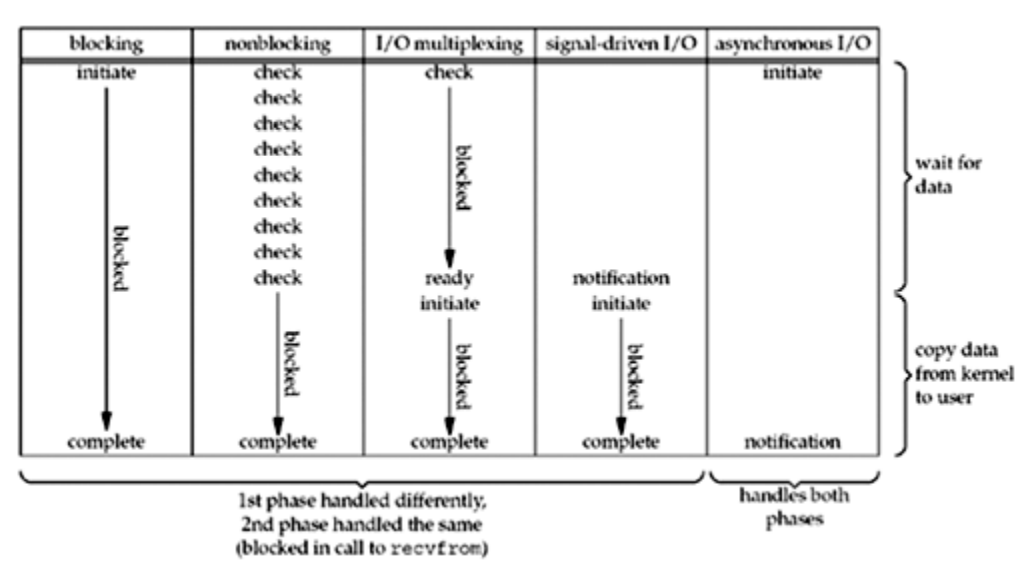 blocking nonblocking I/O multiplexing signal-driven I/O asynchronous I/O
initiate check check initiate
check
check
check
check
check
check
check
check ready notification
initiate initiate
blocked
blocked
blocked
blocked
blocked
complete complete complete complete notification
wait for
data
copy data
from kernel
to user
1st phase handled differently,
2nd phase handled the same
(blocked in call to recvfrom)
handles both
phases